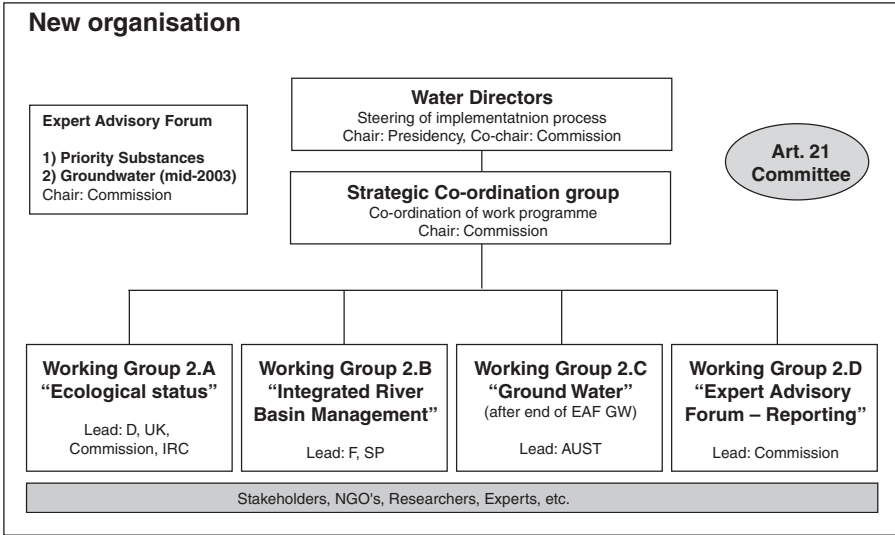 New organisation
Expert Advisory Forum
1) Priority Substances
2) Groundwater (mid-2003)
Chair: Commission
Water Directors
Steering of implementatnion process
Chair: Presidency, Co-chair: Commission
Art. 21
Committee
Strategic Co-ordination group
Co-ordination of work programme
Chair: Commission
Working Group 2.A
“Ecological status”
Lead: D, UK,
Commission, IRC
Working Group 2.B
“Integrated River
Basin Management”
Lead: F, SP
Working Group 2.C
“Ground Water”
(after end of EAF GW)
Lead: AUST
Working Group 2.D
“Expert Advisory
Forum – Reporting”
Lead: Commission
Stakeholders, NGO's, Researchers, Experts, etc.